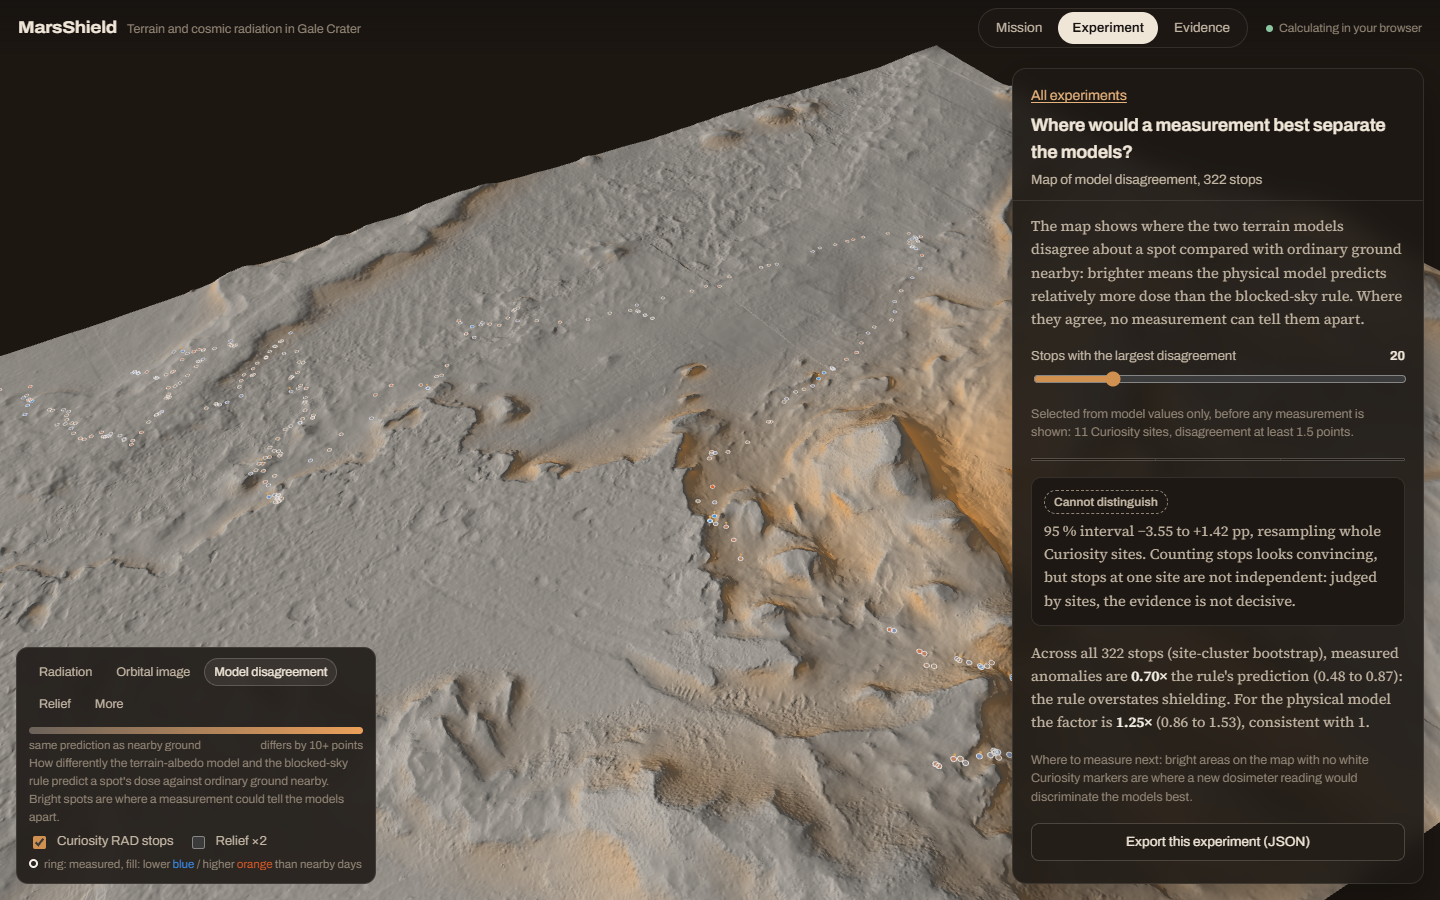 MarsShield Terrain and cosmic radiation in Gale Crater
Mission Experiment Evidence Calculating in your browser
All experiments
Where would a measurement best separate
the models?
Map of model disagreement, 322 stops
The map shows where the two terrain models
disagree about a spot compared with ordinary ground
nearby: brighter means the physical model predicts
relatively more dose than the blocked-sky rule. Where
they agree, no measurement can tell them apart.
Stops with the largest disagreement 20
Selected from model values only, before any measurement is
shown: 11 Curiosity sites, disagreement at least 1.5 points.
Cannot distinguish
95 % interval −3.55 to +1.42 pp, resampling whole
Curiosity sites. Counting stops looks convincing,
but stops at one site are not independent: judged
by sites, the evidence is not decisive.
Across all 322 stops (site-cluster bootstrap), measured
anomalies are 0.70× the rule's prediction (0.48 to 0.87):
the rule overstates shielding. For the physical model
the factor is 1.25× (0.86 to 1.53), consistent with 1.
Where to measure next: bright areas on the map with no white
Curiosity markers are where a new dosimeter reading would
discriminate the models best.
Export this experiment (JSON)
Radiation Orbital image Model disagreement
Relief More
same prediction as nearby ground differs by 10+ points
How differently the terrain-albedo model and the blocked-sky
rule predict a spot's dose against ordinary ground nearby.
Bright spots are where a measurement could tell the models
apart.
Curiosity RAD stops Relief ×2
ring: measured, fill: lower blue / higher orange than nearby days